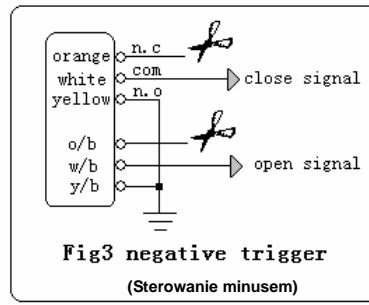 orange n.c
white com close signal
yellow n.o
o/b
w/b open signal
y/b
Fig3 negative trigger
(Sterowanie minusem)